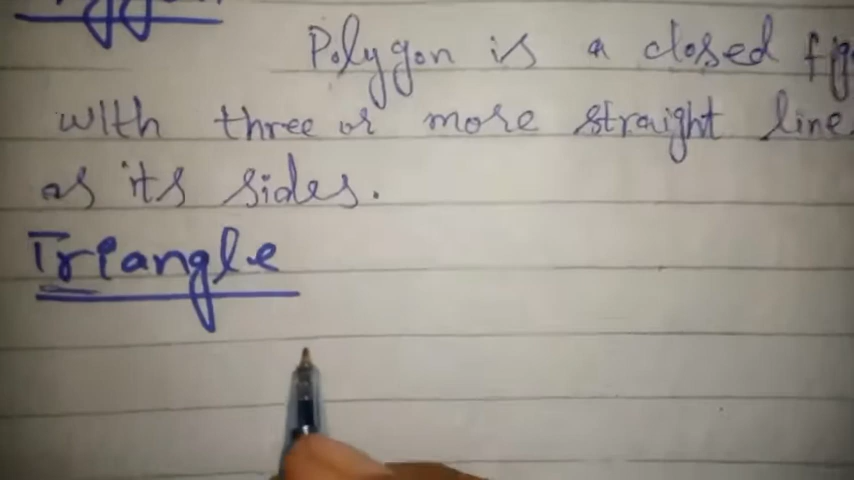 Polygon is a closed
with three or more straight line
as its sides.
Triangle